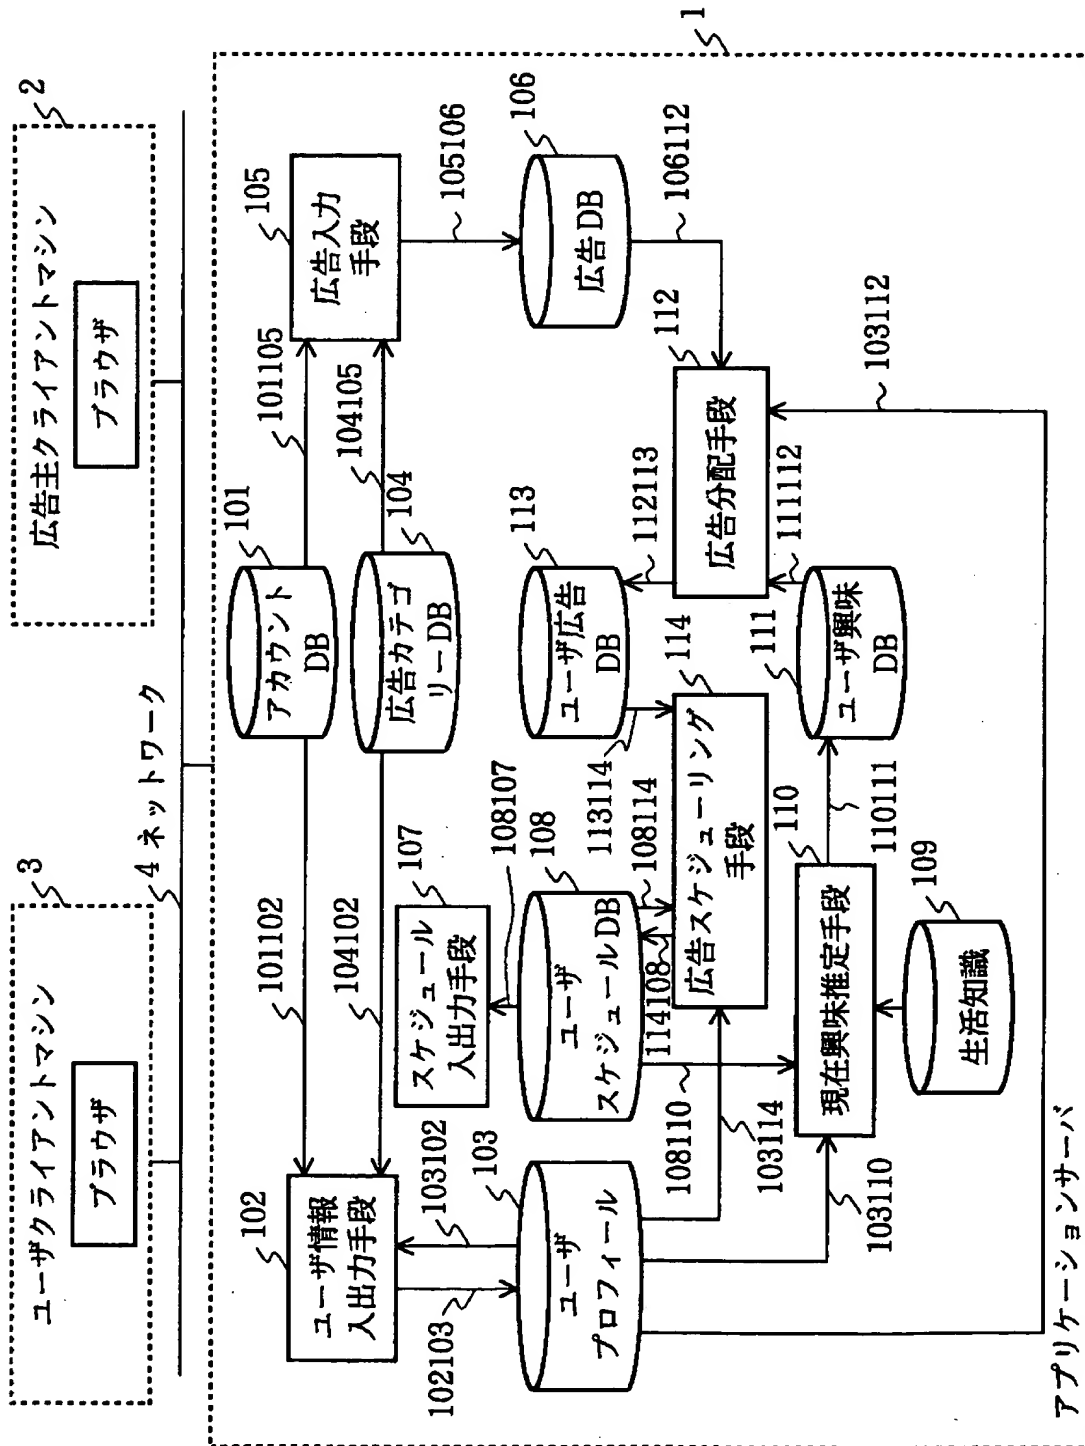 3
ユーザクライアントマシン
ブラウザ
2
広告主クライアントマシン
ブラウザ
4 ネットワーク
1
102
ユーザ情報
入出力手段
101102
104102
101
アカウント
DB
101105
104105
104
広告カテゴ
リーDB
105
広告入力
手段
105106
102103
103102
103
ユーザ
プロフィール
107
スケジュール
入出力手段
108107
108
ユーザ
スケジュールDB
113
ユーザ広告
DB
106
広告DB
106112
114108
108114
113114
114
広告スケジューリング
手段
112113
112
広告分配手段
111112
103112
108110
103114
103110
110
現在興味推定手段
110111
111
ユーザ興味
DB
109
生活知識
アプリケーションサーバ